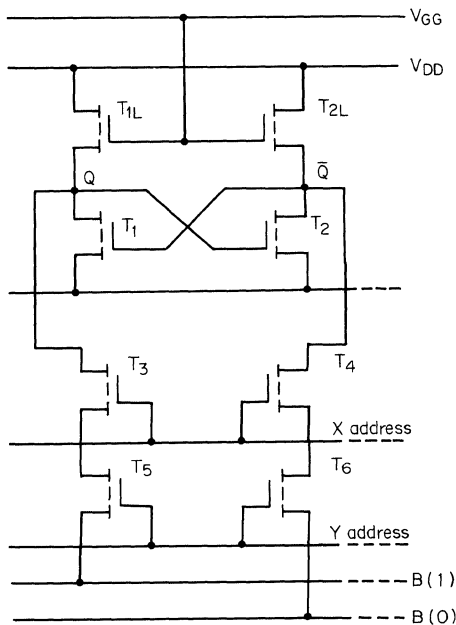 V_GG
V_DD
T_1L
T_2L
Q
Q̄
T_1
T_2
T_3
T_4
X address
T_5
T_6
Y address
B(1)
B(0)